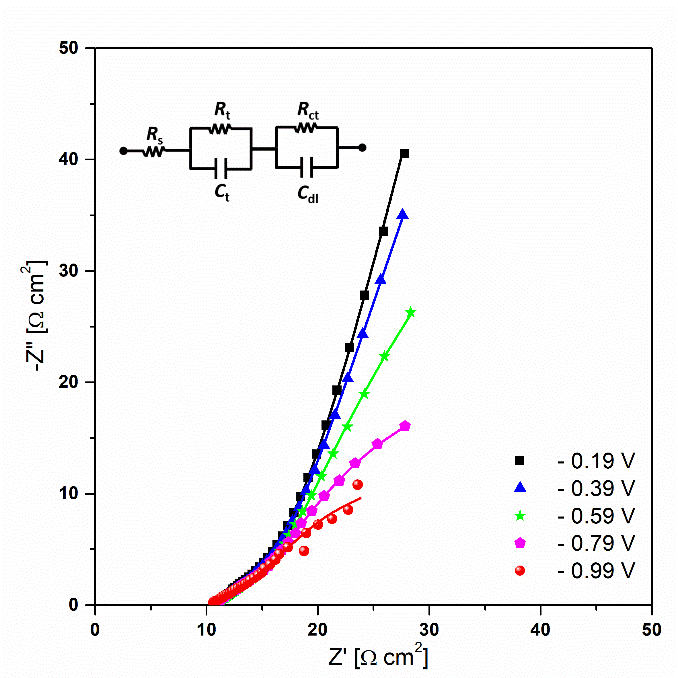 50
40
30
20
10
0
-Z" [Ω cm²]
Rs
Rt
Ct
Rct
Cdl
- 0.19 V
- 0.39 V
- 0.59 V
- 0.79 V
- 0.99 V
0 10 20 30 40 50
Z' [Ω cm²]